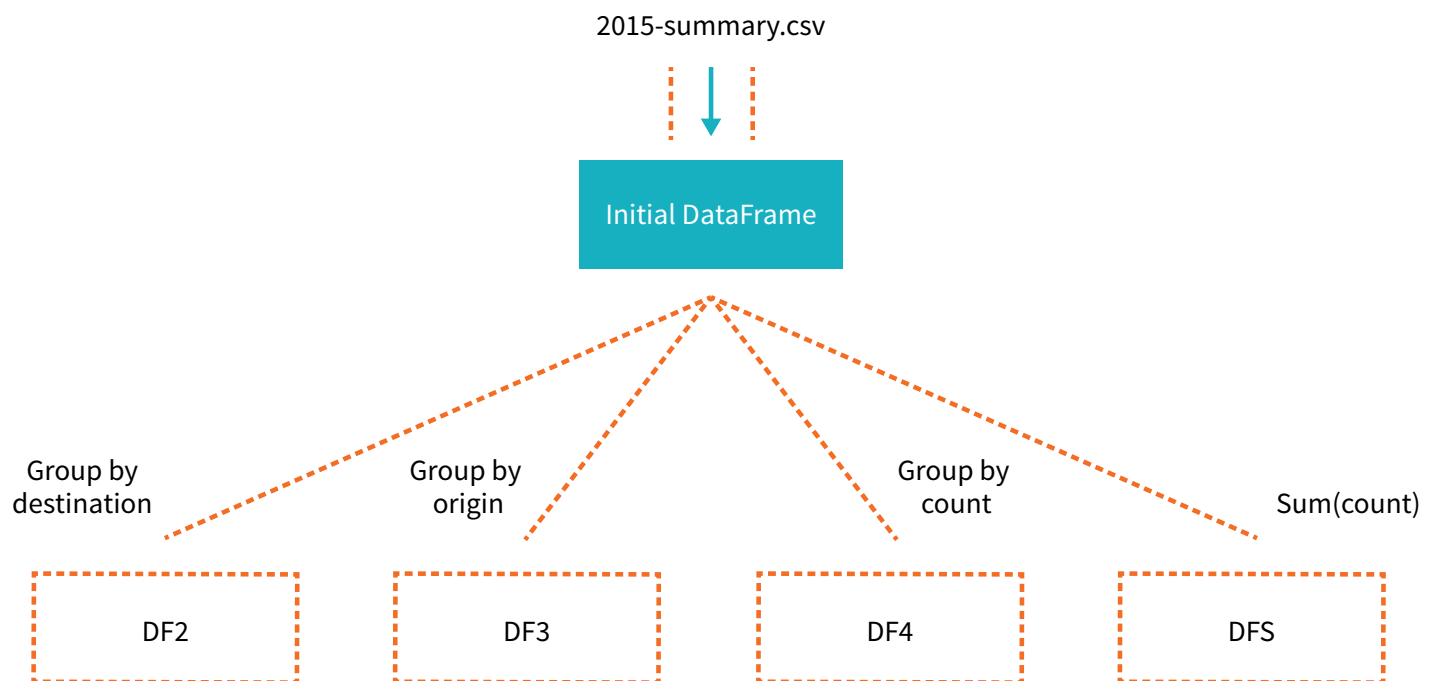 2015-summary.csv
Initial DataFrame
Group by
destination
Group by
origin
Group by
count
Sum(count)
DF2
DF3
DF4
DFS